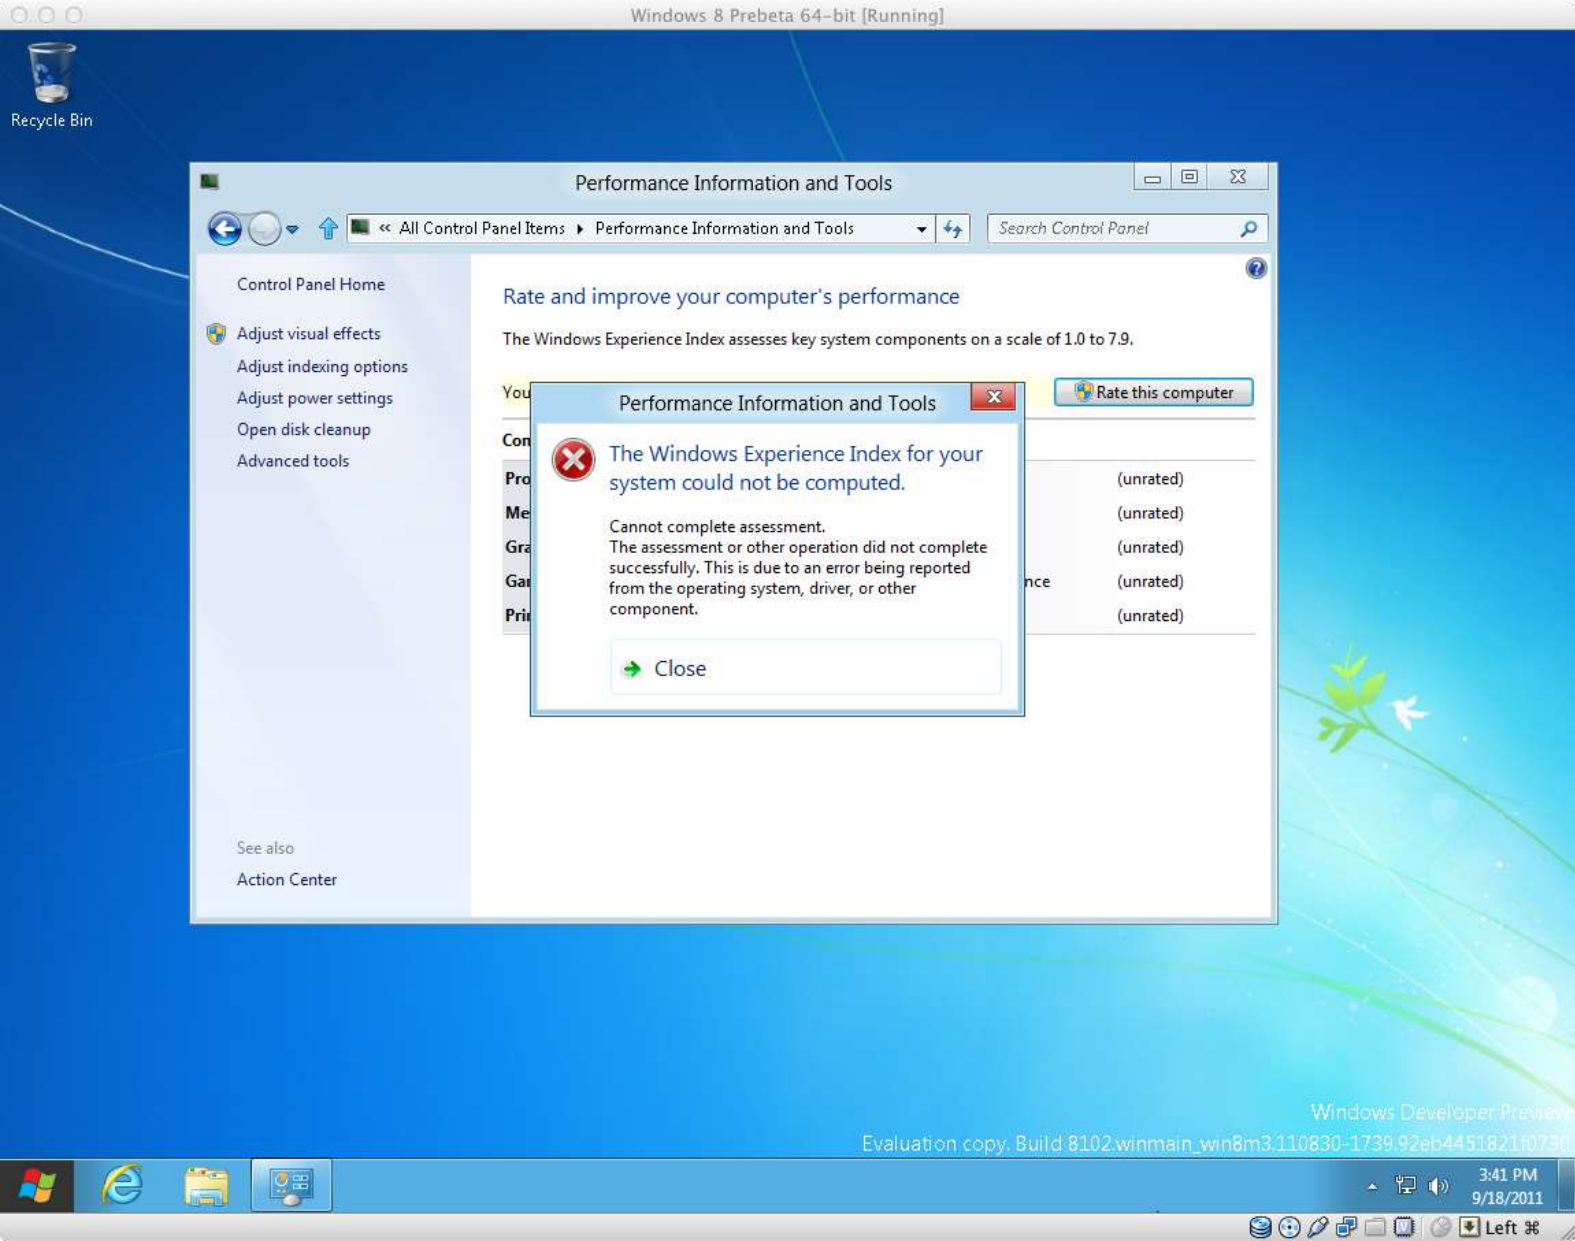 Windows 8 Prebeta 64-bit [Running]
Recycle Bin
Performance Information and Tools
« All Control Panel Items Performance Information and Tools
Search Control Panel
Control Panel Home
Adjust visual effects
Adjust indexing options
Adjust power settings
Open disk cleanup
Advanced tools
See also
Action Center
Rate and improve your computer's performance
The Windows Experience Index assesses key system components on a scale of 1.0 to 7.9.
You
Rate this computer
Con
Pro
(unrated)
Me
(unrated)
Gra
(unrated)
Gar
nce
(unrated)
Prin
(unrated)
Performance Information and Tools
The Windows Experience Index for your
system could not be computed.
Cannot complete assessment.
The assessment or other operation did not complete
successfully. This is due to an error being reported
from the operating system, driver, or other
component.
Close
Windows Developer Preview
Evaluation copy. Build 8102.winmain_win8m3.110830-1739.92eb4451821f0730
3:41 PM
9/18/2011
Left ⌘